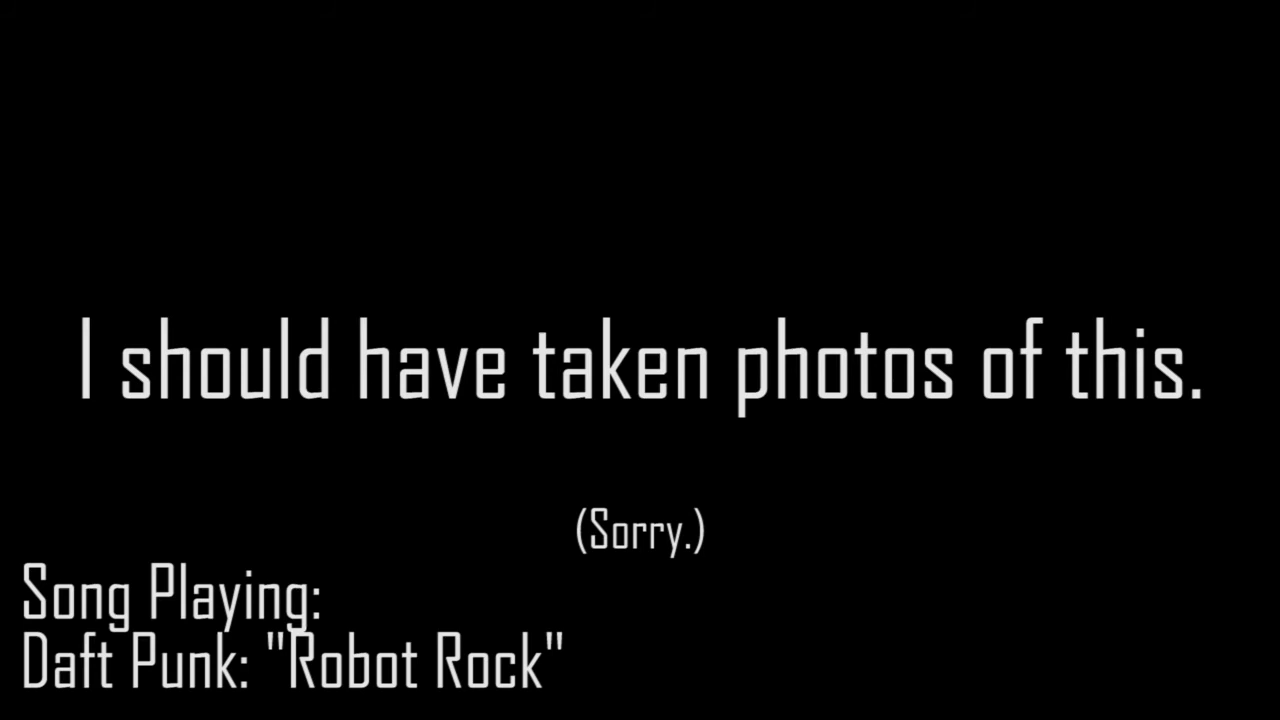 I should have taken photos of this.
(Sorry.)
Song Playing:
Daft Punk: "Robot Rock"